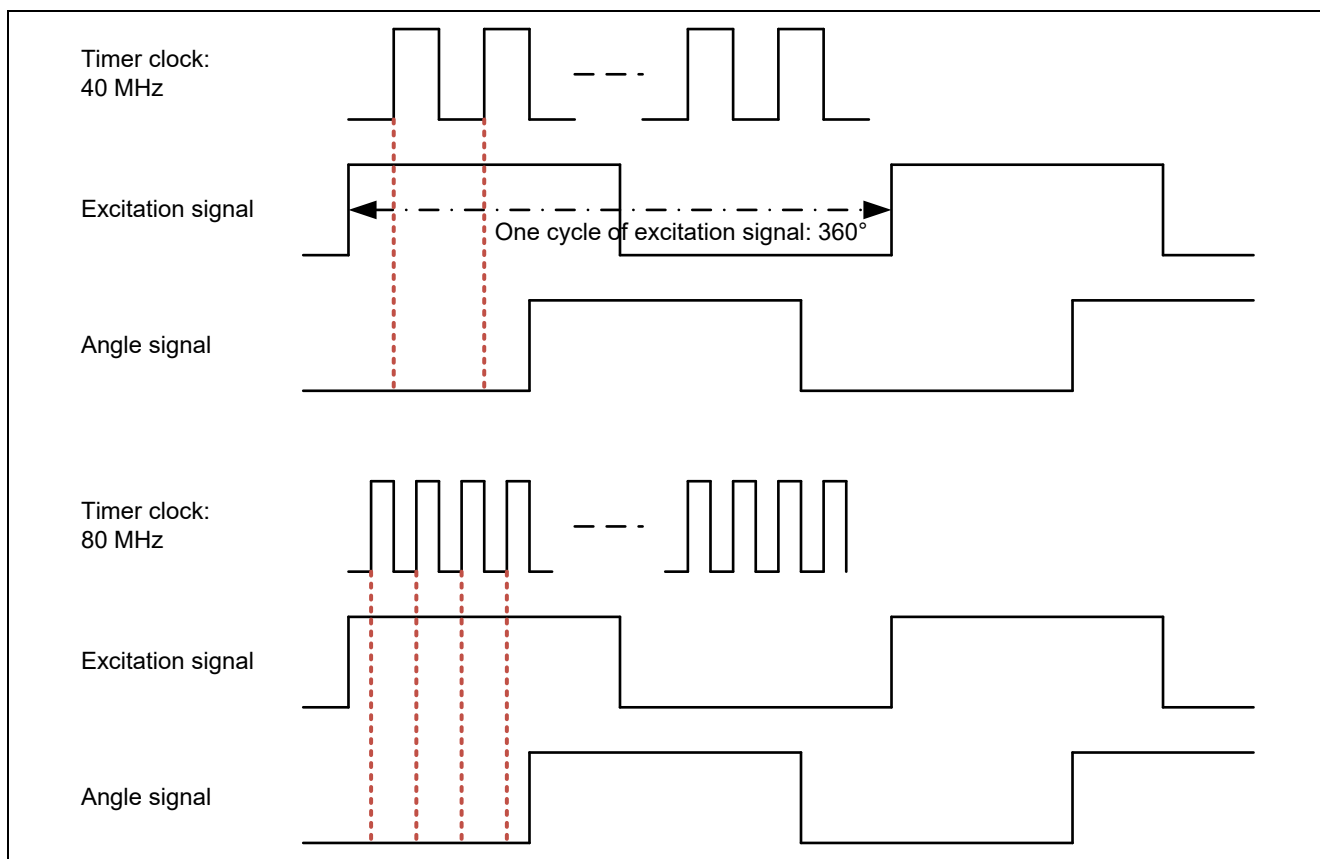 Timer clock:
40 MHz
Excitation signal
One cycle of excitation signal: 360°
Angle signal
Timer clock:
80 MHz
Excitation signal
Angle signal